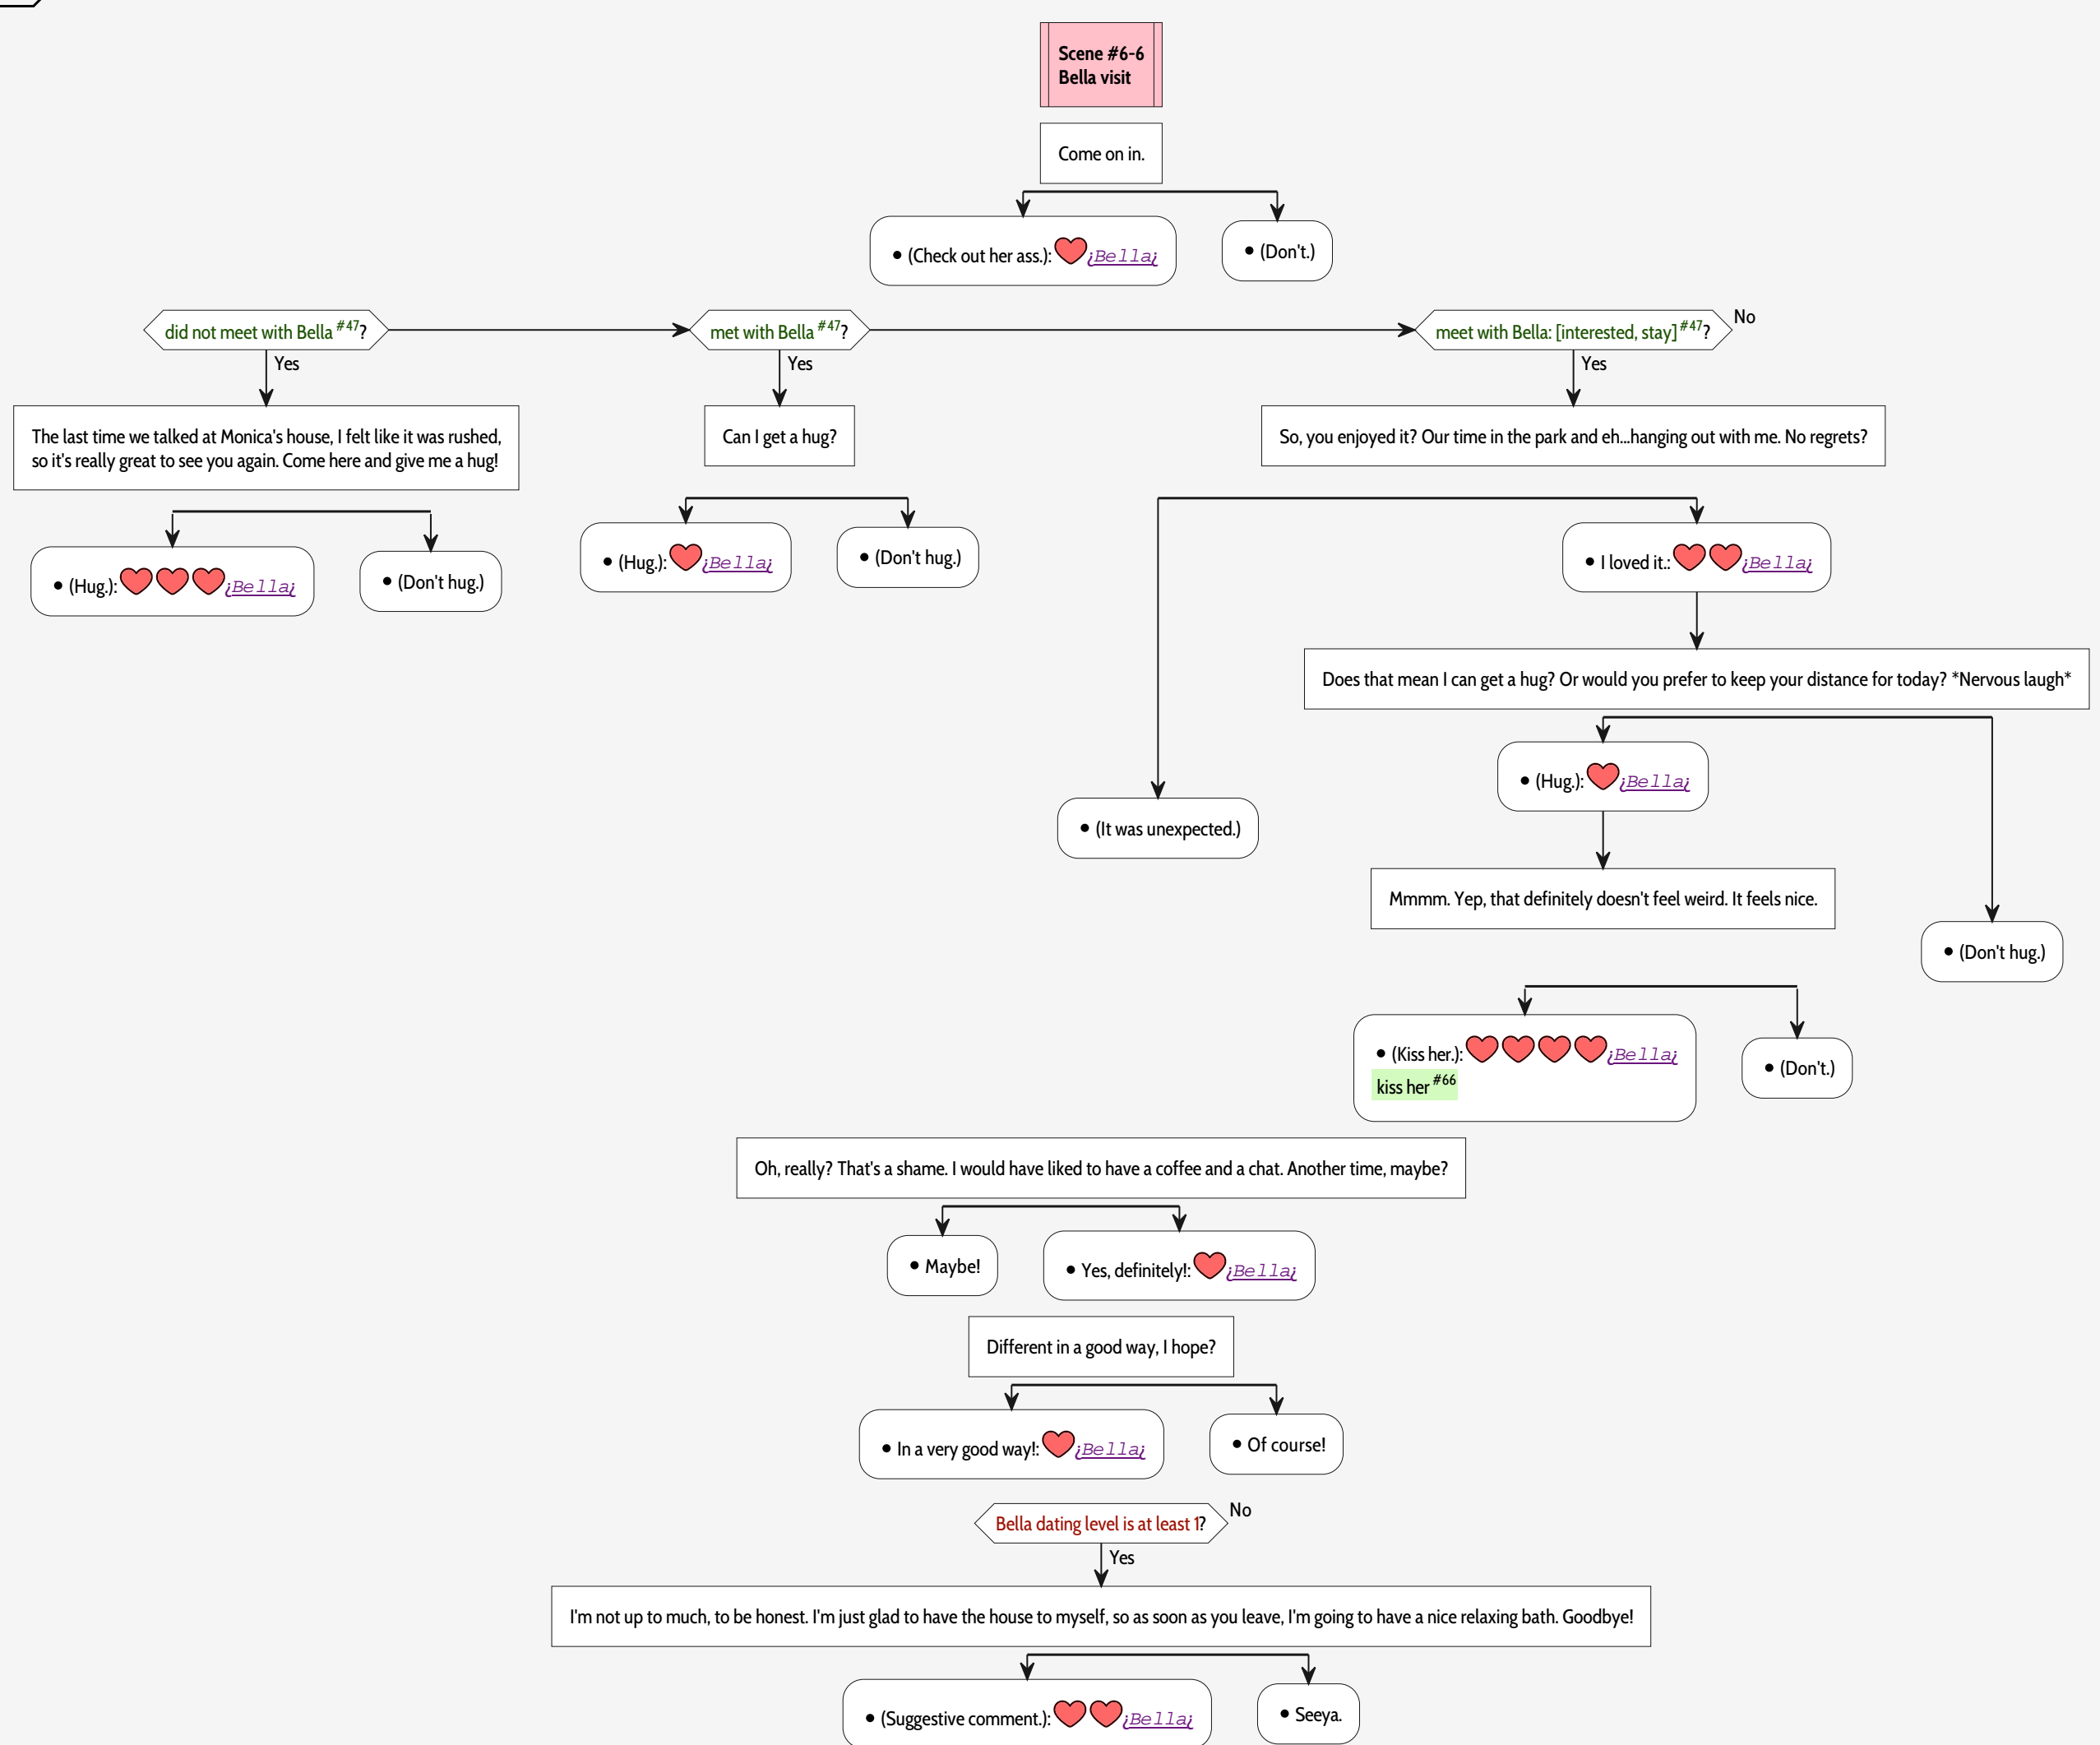 Scene #6-6
Bella visit
Come on in.
• (Check out her ass.): ¿Bella¿
• (Don't.)
did not meet with Bella #47?
met with Bella #47?
meet with Bella: [interested, stay] #47?
No
Yes
Yes
Yes
The last time we talked at Monica's house, I felt like it was rushed,
so it's really great to see you again. Come here and give me a hug!
Can I get a hug?
So, you enjoyed it? Our time in the park and eh...hanging out with me. No regrets?
• (Hug.): ¿Bella¿
• (Don't hug.)
• (Hug.): ¿Bella¿
• (Don't hug.)
• I loved it.: ¿Bella¿
Does that mean I can get a hug? Or would you prefer to keep your distance for today? *Nervous laugh*
• (Hug.): ¿Bella¿
• (It was unexpected.)
Mmmm. Yep, that definitely doesn't feel weird. It feels nice.
• (Don't hug.)
• (Kiss her.): ¿Bella¿
kiss her #66
• (Don't.)
Oh, really? That's a shame. I would have liked to have a coffee and a chat. Another time, maybe?
• Maybe!
• Yes, definitely!: ¿Bella¿
Different in a good way, I hope?
• In a very good way!: ¿Bella¿
• Of course!
Bella dating level is at least 1?
No
Yes
I'm not up to much, to be honest. I'm just glad to have the house to myself, so as soon as you leave, I'm going to have a nice relaxing bath. Goodbye!
• (Suggestive comment.): ¿Bella¿
• Seeya.